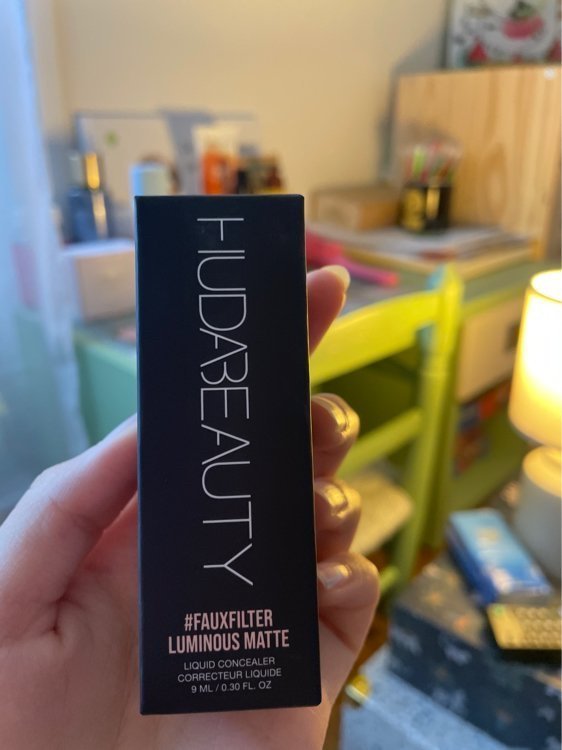 HUDABEAUTY
#FAUXFILTER
LUMINOUS MATTE
LIQUID CONCEALER
CORRECTEUR LIQUIDE
9 ML / 0.30 FL. OZ